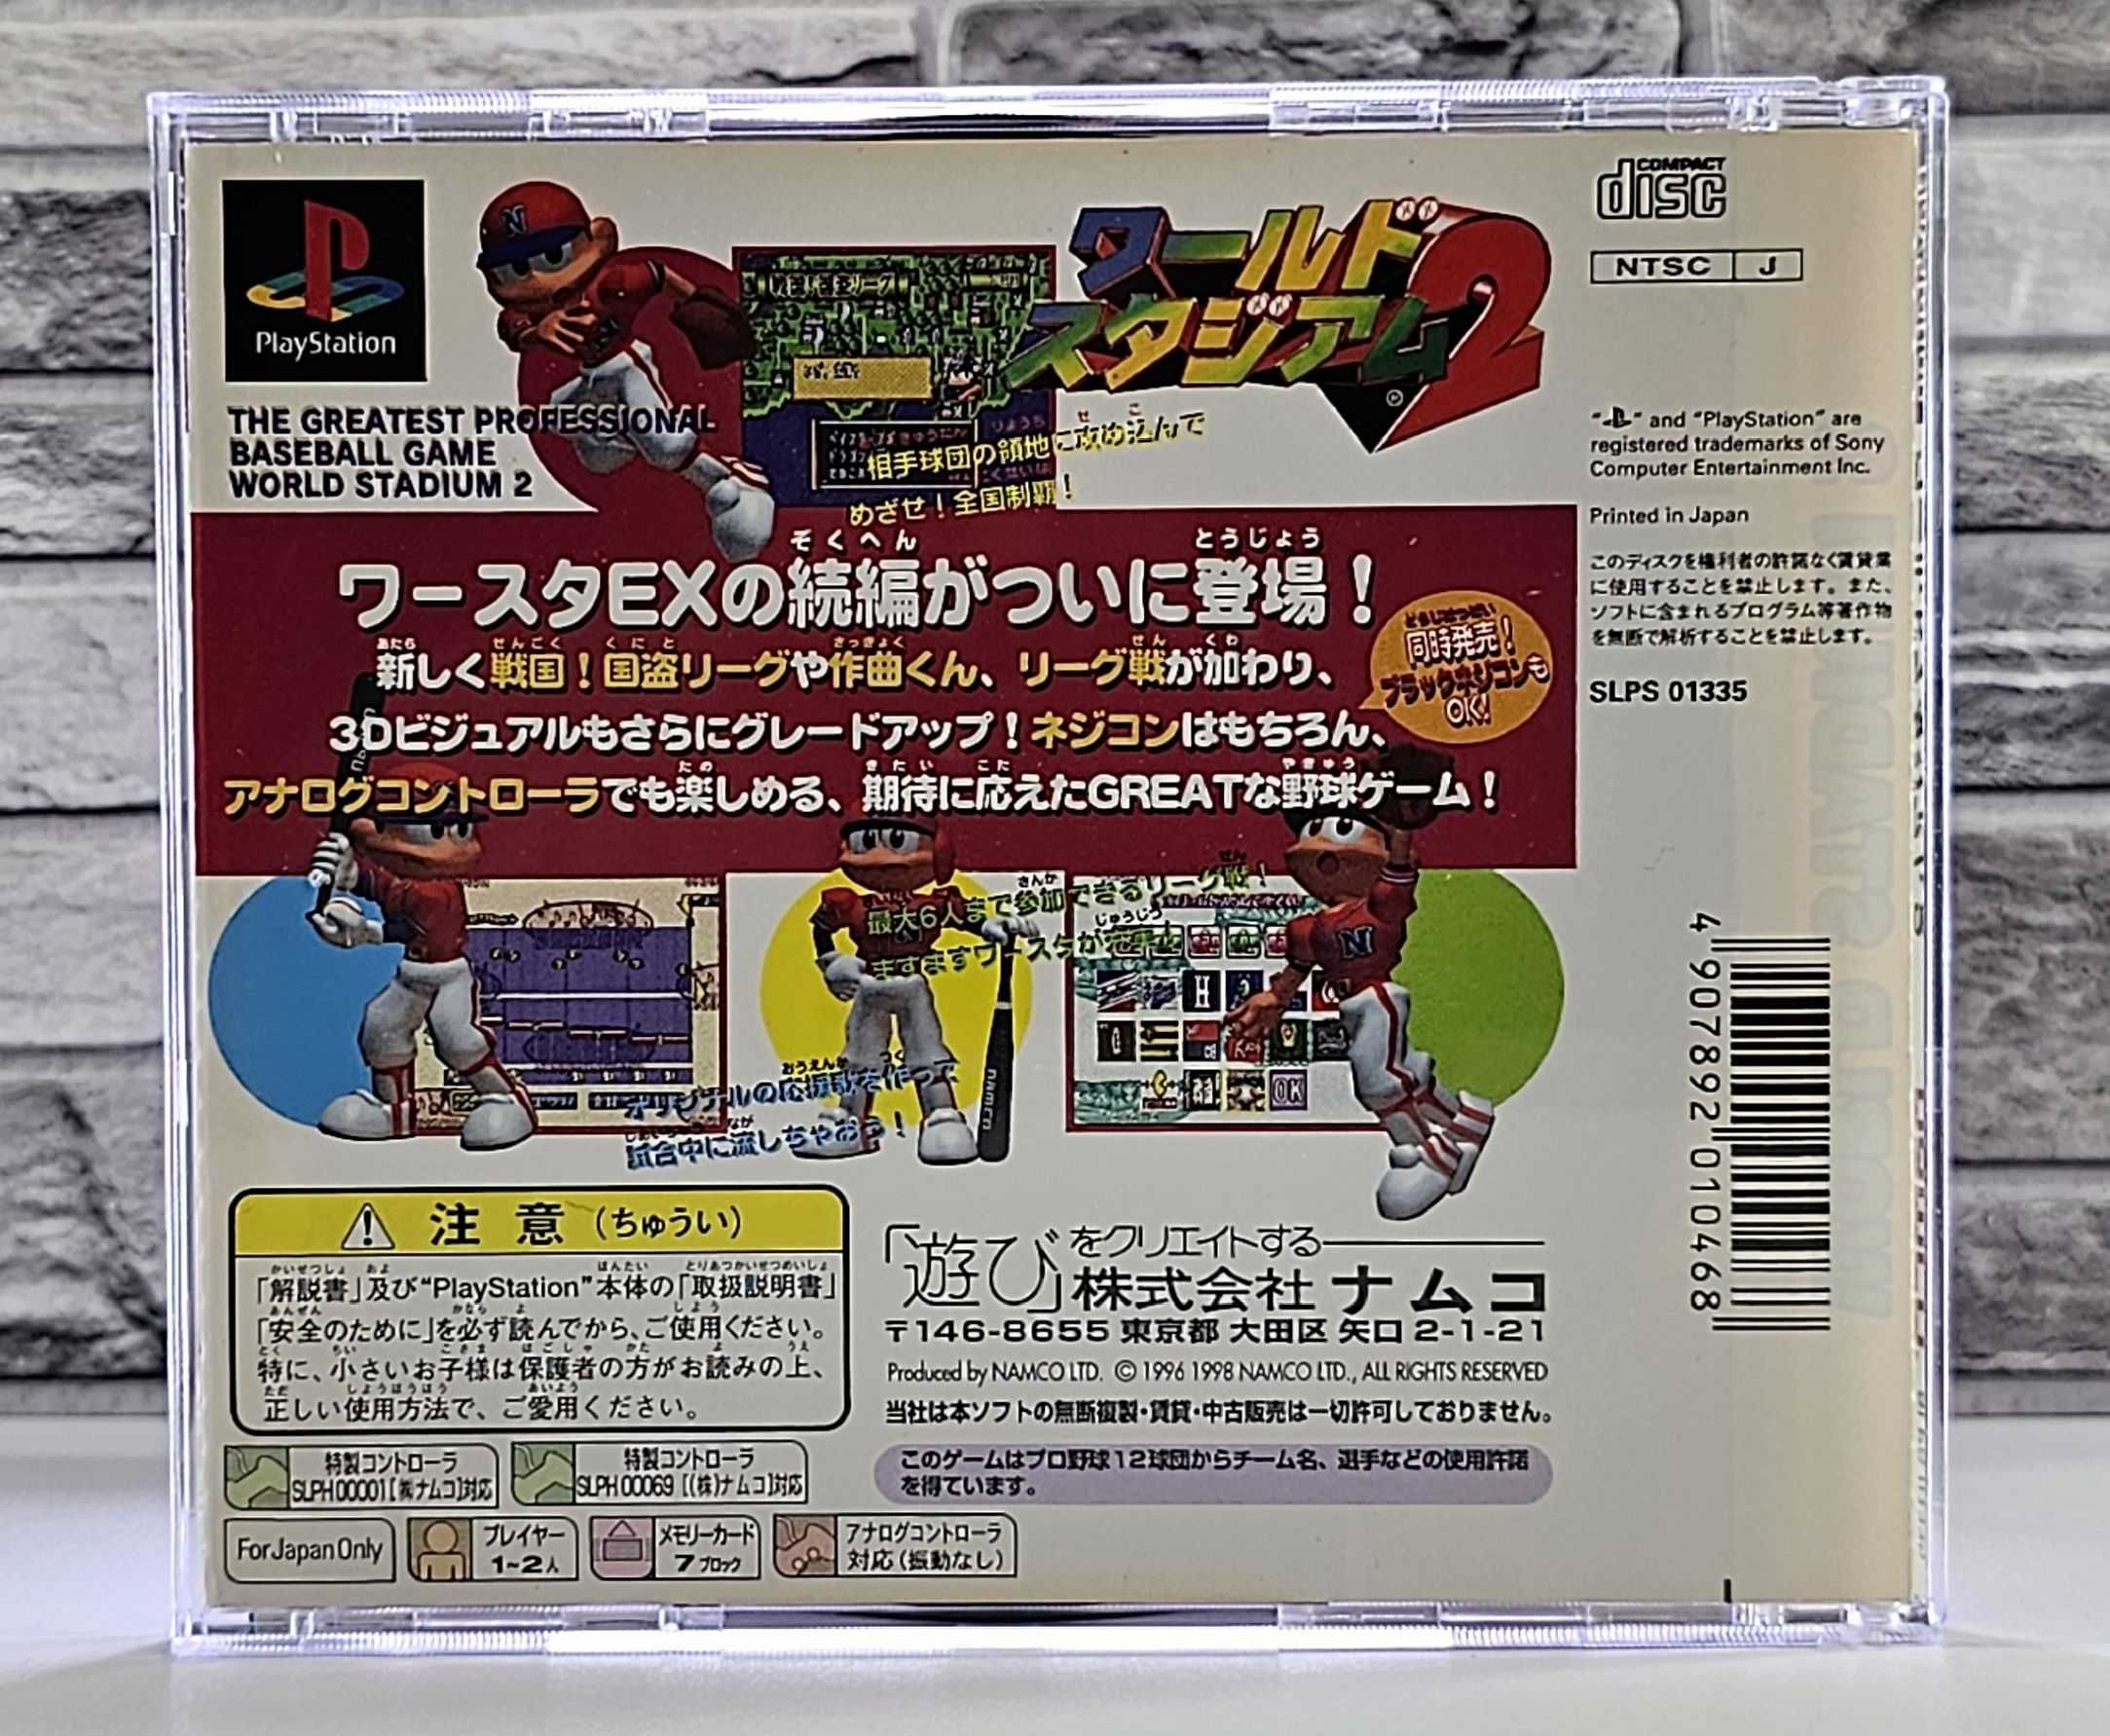 PlayStation
ワールド
スタジアム2
THE GREATEST PROFESSIONAL
BASEBALL GAME
WORLD STADIUM 2
相手球団の領地に攻め込んで
めざせ！全国制覇！
ワースタEXの続編がついに登場！
新しく戦国！国盗リーグや作曲くん、リーグ戦が加わり、
3Dビジュアルもさらにグレードアップ！ネジコンはもちろん、
アナログコントローラでも楽しめる、期待に応えたGREATな野球ゲーム！
同時発売！
ブラックネジコンも
OK!
最大6人まで参加できるリーグ戦！
ますますワースタが
オリジナルの応援歌を作って
試合中に流しちゃおう！
namco
OK
注意（ちゅうい）
「解説書」及び“PlayStation”本体の「取扱説明書」
「安全のために」を必ず読んでから、ご使用ください。
特に、小さいお子様は保護者の方がお読みの上、
正しい使用方法で、ご愛用ください。
特製コントローラ
SLPH 00001[㈱ナムコ]対応
特製コントローラ
SLPH 00069 [(株)ナムコ]対応
For Japan Only
プレイヤー
1~2人
メモリーカード
7ブロック
アナログコントローラ
対応（振動なし）
「遊び」をクリエイトする
株式会社 ナムコ
〒146-8655 東京都 大田区 矢口 2-1-21
Produced by NAMCO LTD. © 1996 1998 NAMCO LTD., ALL RIGHTS RESERVED
当社は本ソフトの無断複製・賃貸・中古販売は一切許可しておりません。
このゲームはプロ野球12球団からチーム名、選手などの使用許諾
を得ています。
COMPACT
disc
NTSC J
“ ” and “PlayStation” are
registered trademarks of Sony
Computer Entertainment Inc.
Printed in Japan
このディスクを権利者の許諾なく賃貸業
に使用することを禁止します。また、
ソフトに含まれるプログラム等著作物
を無断で解析することを禁止します。
SLPS 01335
4 907892 010468